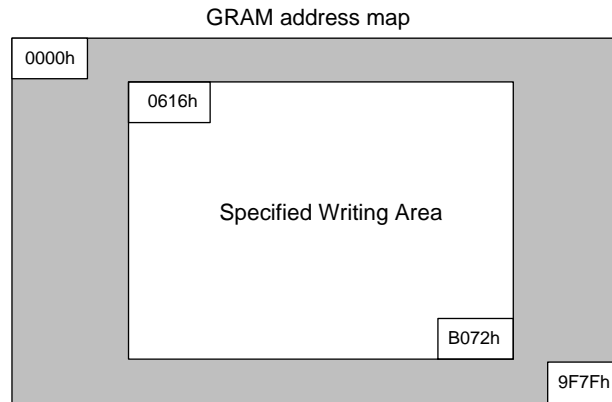 GRAM address map
0000h
0616h
Specified Writing Area
B072h
9F7Fh